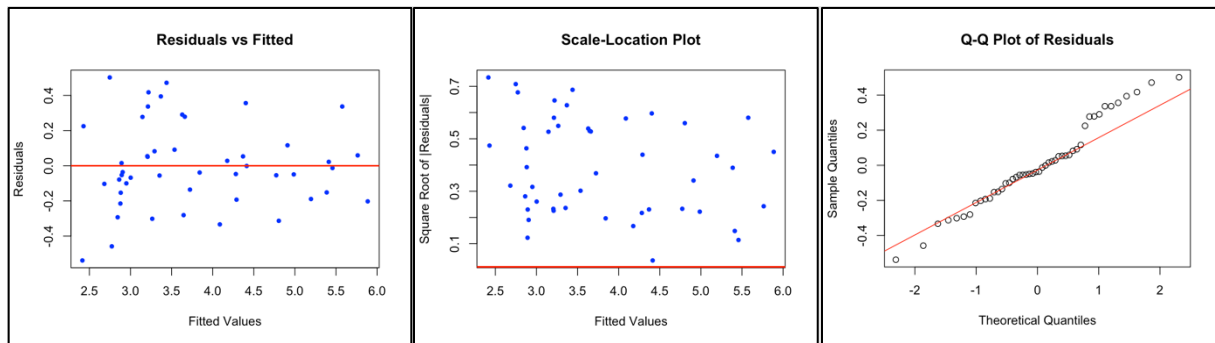 Residuals vs Fitted
Residuals
0.4
0.2
0.0
-0.2
-0.4
2.5 3.0 3.5 4.0 4.5 5.0 5.5 6.0
Fitted Values
Scale-Location Plot
Square Root of |Residuals|
0.7
0.5
0.3
0.1
2.5 3.0 3.5 4.0 4.5 5.0 5.5 6.0
Fitted Values
Q-Q Plot of Residuals
Sample Quantiles
0.4
0.2
0.0
-0.2
-0.4
-2 -1 0 1 2
Theoretical Quantiles